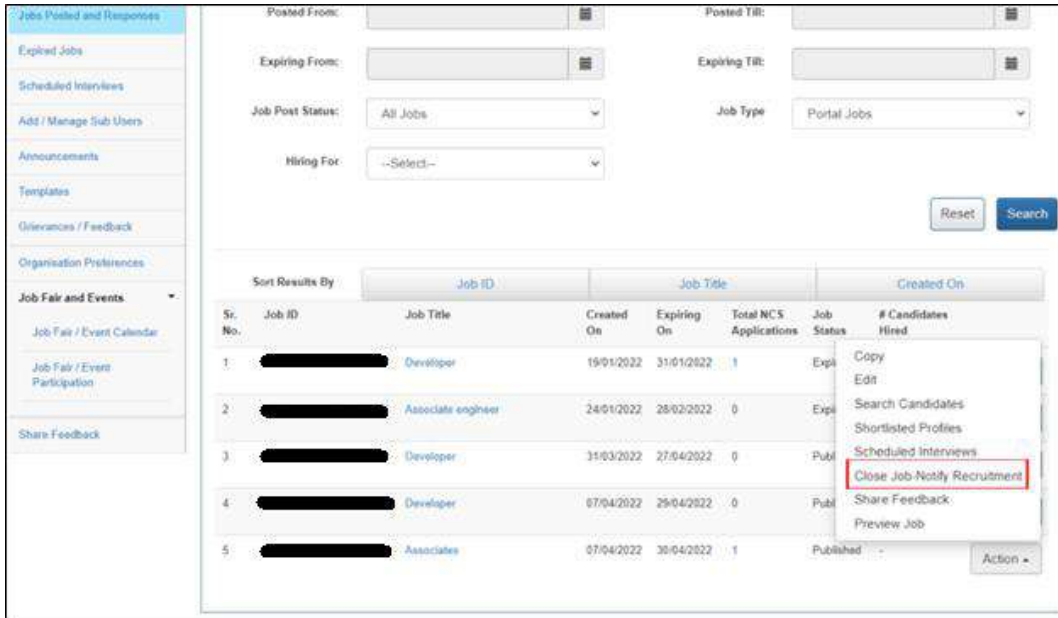 Jobs Posted and Responses
Expired Jobs
Scheduled Interviews
Add / Manage Sub Users
Announcements
Templates
Grievances / Feedback
Organisation Preferences
Job Fair and Events
Job Fair / Event Calendar
Job Fair / Event
Participation
Share Feedback
Posted From: Posted Till:
Expiring From: Expiring Till:
Job Post Status: All Jobs Job Type Portal Jobs
Hiring For --Select--
Reset Search
Sort Results By Job ID Job Title Created On
Sr. No. Job ID Job Title Created On Expiring On Total NCS Applications Job Status # Candidates Hired
1 Developer 19/01/2022 31/01/2022 1 Expi
2 Associate engineer 24/01/2022 28/02/2022 0 Expi
3 Developer 31/03/2022 27/04/2022 0 Publ
4 Developer 07/04/2022 29/04/2022 0 Publ
5 Associates 07/04/2022 30/04/2022 1 Published -
Copy
Edit
Search Candidates
Shortlisted Profiles
Scheduled Interviews
Close Job-Notify Recruitment
Share Feedback
Preview Job
Action